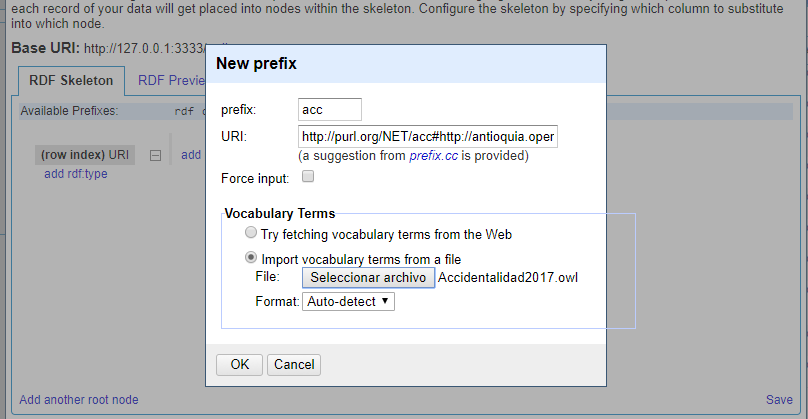 each record of your data will get placed into nodes within the skeleton. Configure the skeleton by specifying which column to substitute
into which node.
Base URI: http://127.0.0.1:3333/
RDF Skeleton RDF Previe
Available Prefixes: rdf
(row index) URI add
add rdf:type
New prefix
prefix: acc
URI: http://purl.org/NET/acc#http://antioquia.oper
(a suggestion from prefix.cc is provided)
Force input:
Vocabulary Terms
Try fetching vocabulary terms from the Web
Import vocabulary terms from a file
File: Seleccionar archivo Accidentalidad2017.owl
Format: Auto-detect
OK Cancel
Add another root node Save